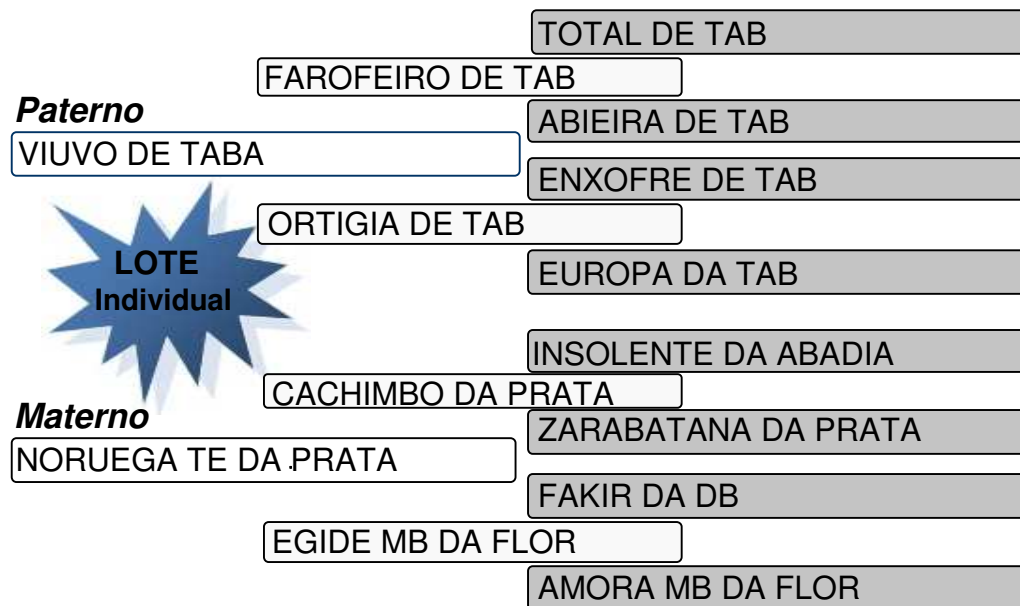 TOTAL DE TAB
FAROFEIRO DE TAB
Paterno
ABIEIRA DE TAB
VIUVO DE TABA
ENXOFRE DE TAB
ORTIGIA DE TAB
LOTE
Individual
EUROPA DA TAB
INSOLENTE DA ABADIA
CACHIMBO DA PRATA
Materno
ZARABATANA DA PRATA
NORUEGA TE DA .PRATA
FAKIR DA DB
EGIDE MB DA FLOR
AMORA MB DA FLOR